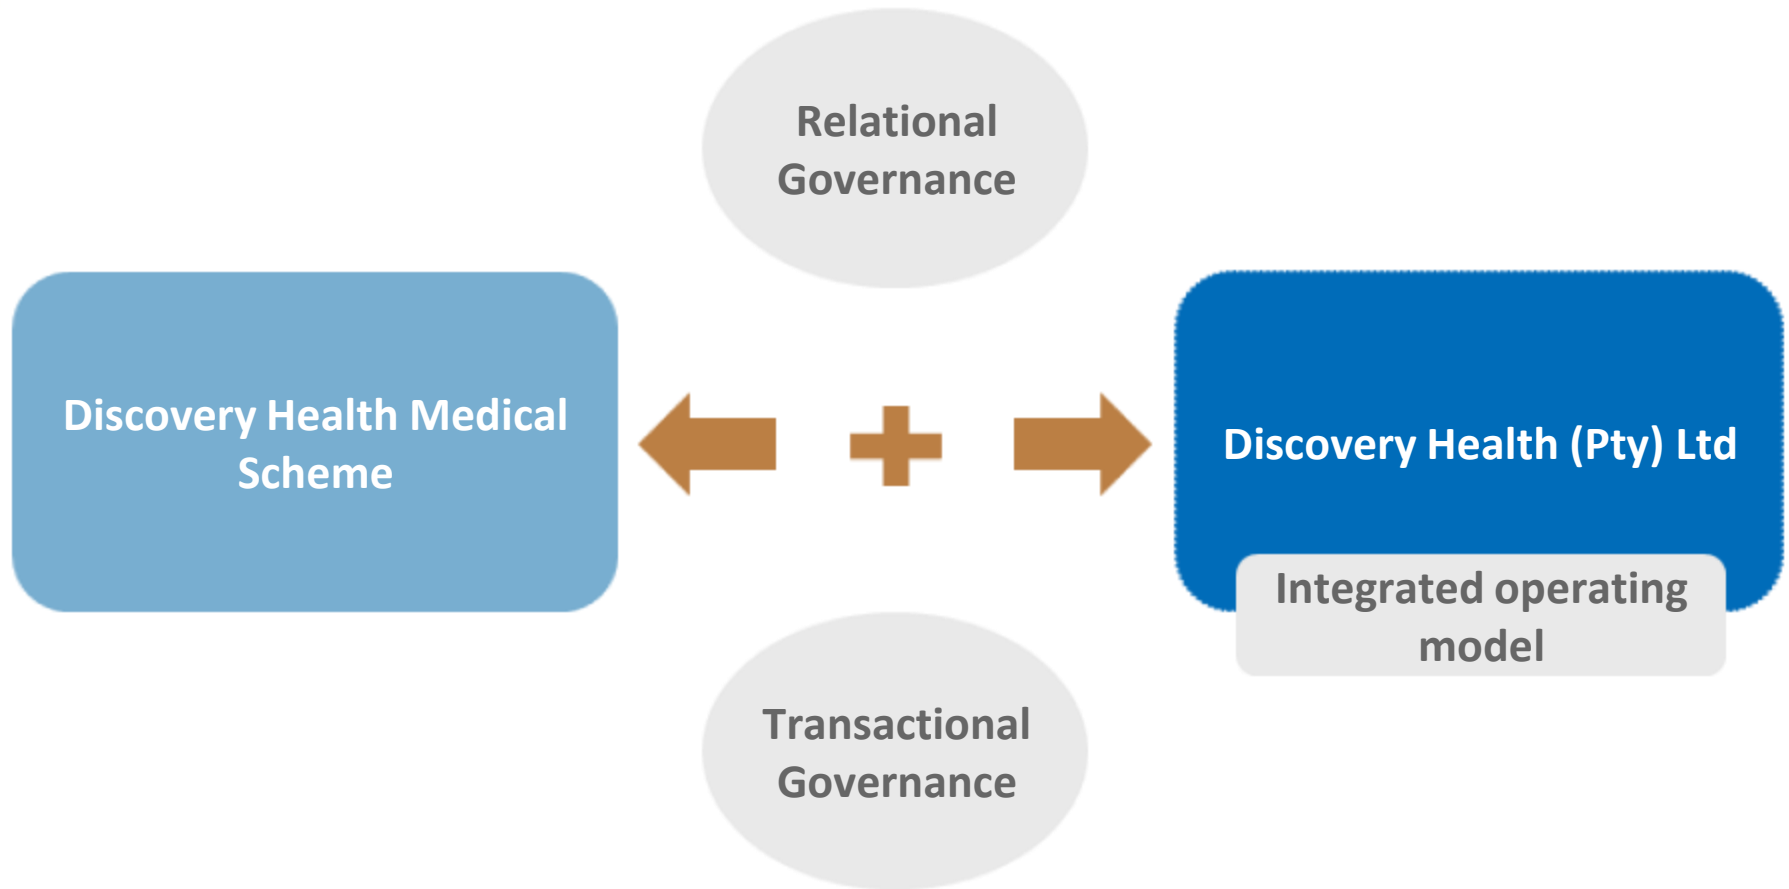 Relational
Governance
Discovery Health Medical
Scheme
Discovery Health (Pty) Ltd
Integrated operating
model
Transactional
Governance